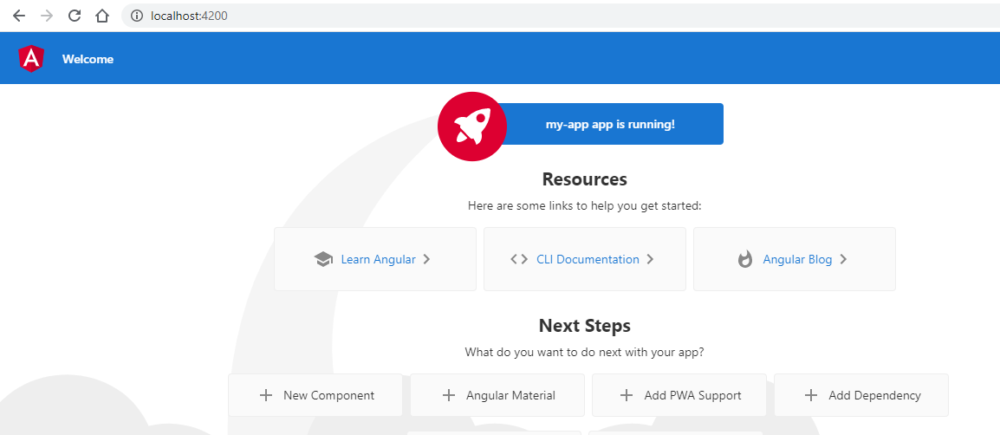 localhost:4200
Welcome
my-app app is running!
Resources
Here are some links to help you get started:
Learn Angular
CLI Documentation
Angular Blog
Next Steps
What do you want to do next with your app?
New Component
Angular Material
Add PWA Support
Add Dependency